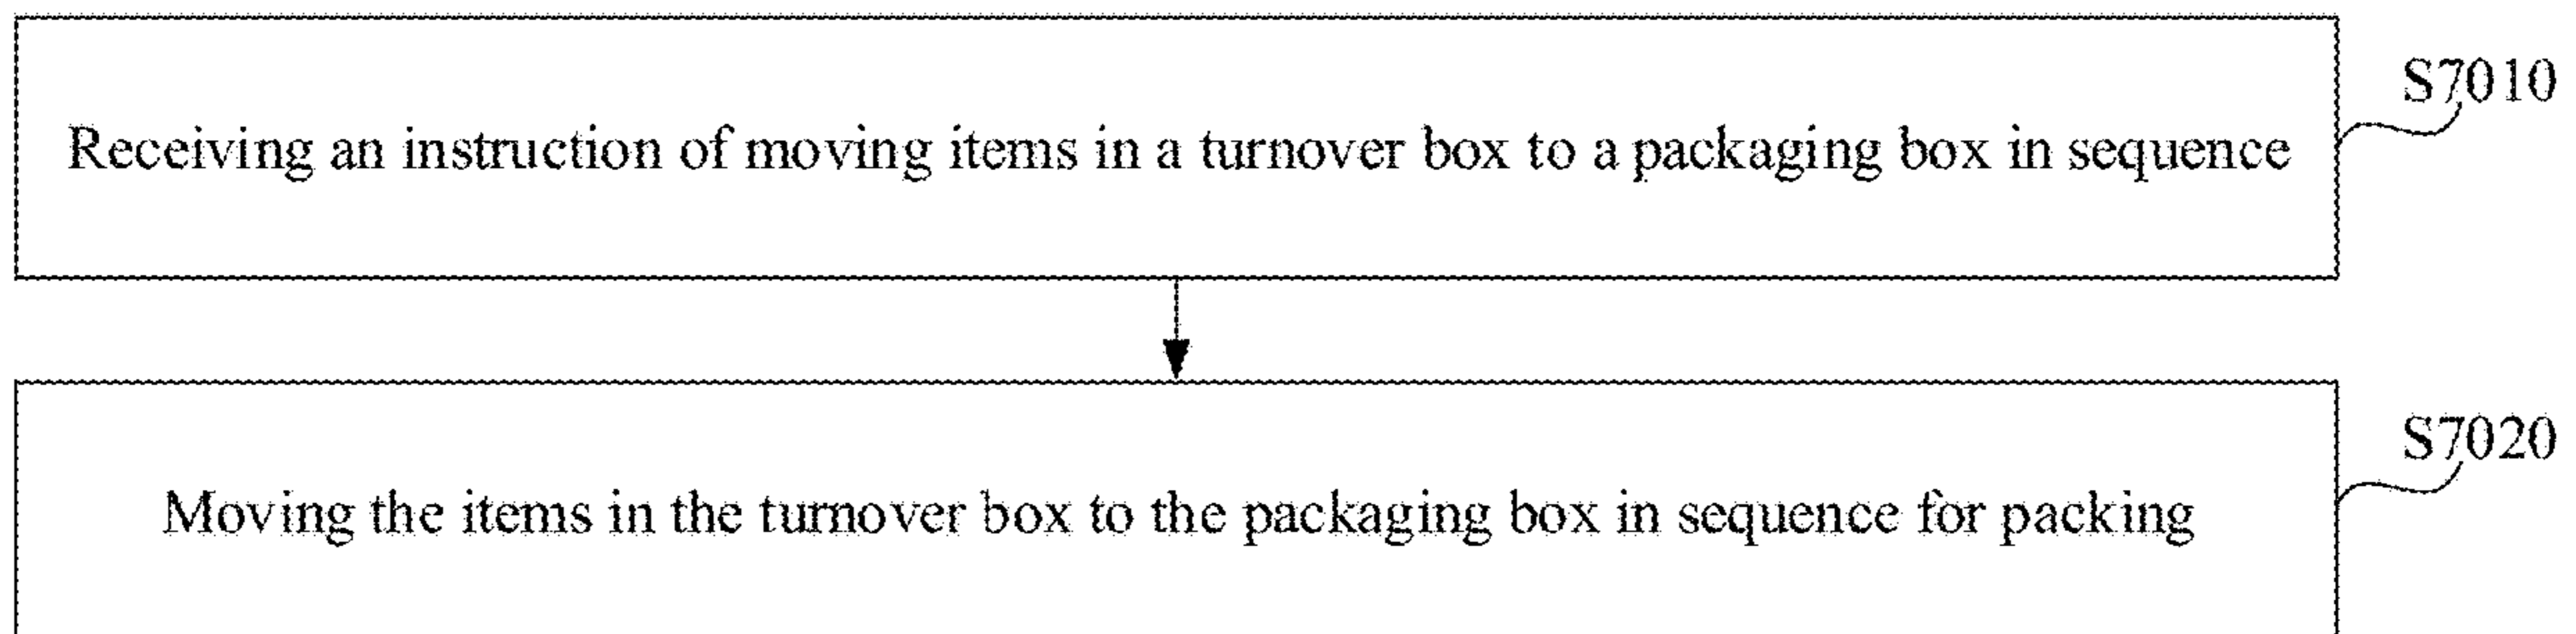 S7010
Receiving an instruction of moving items in a turnover box to a packaging box in sequence
S7020
Moving the items in the turnover box to the packaging box in sequence for packing